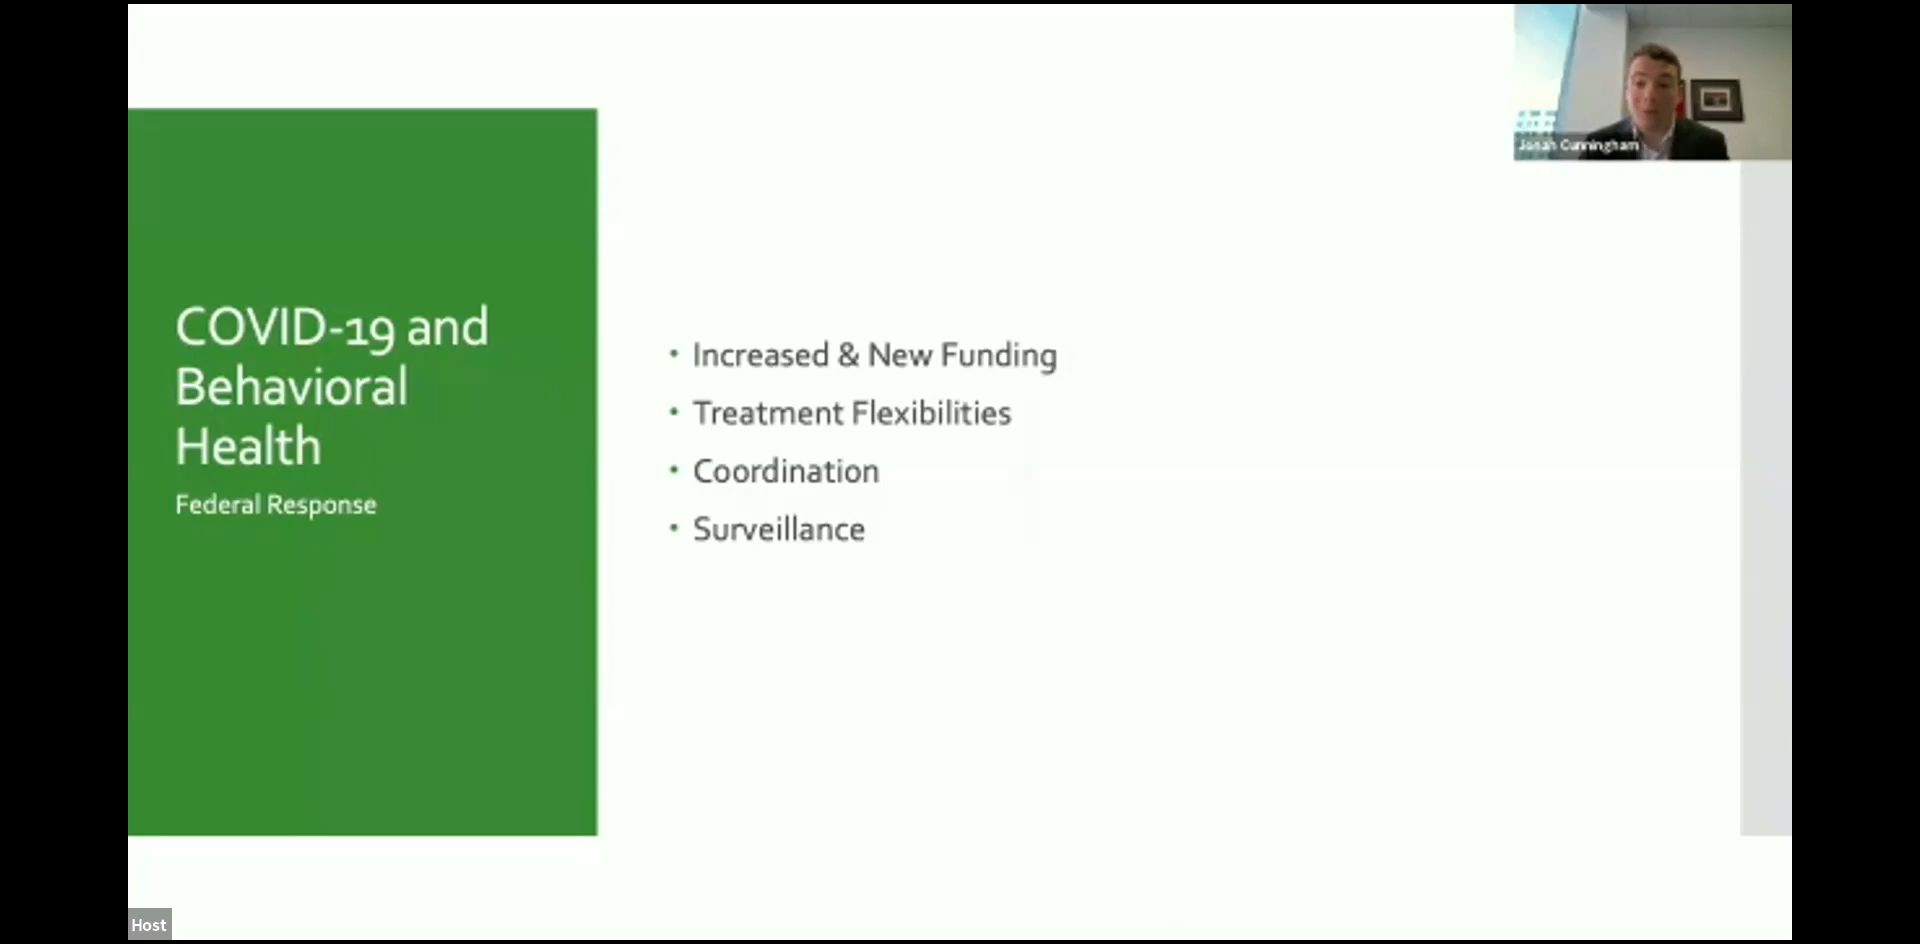 Jonah Cunningham
COVID-19 and
Behavioral
Health
Federal Response
• Increased & New Funding
• Treatment Flexibilities
• Coordination
• Surveillance
Host